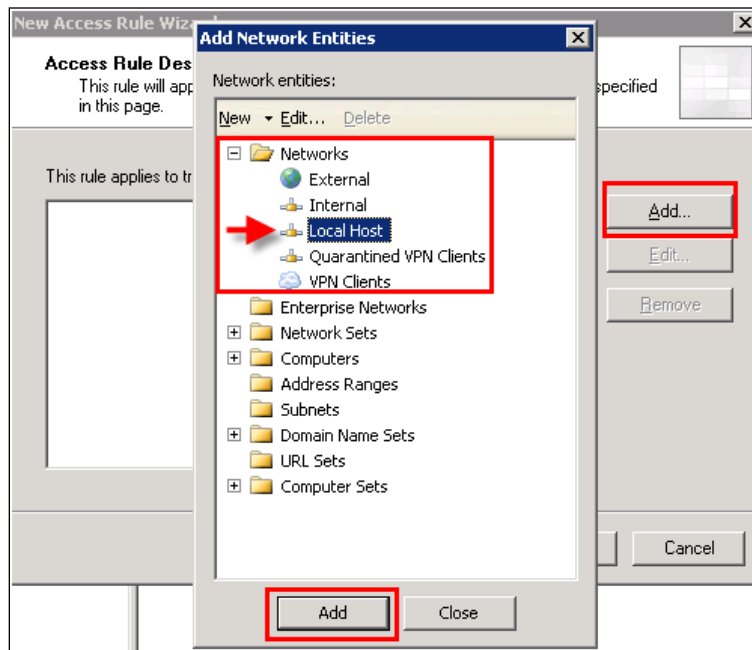 New Access Rule Wiz
Add Network Entities
Access Rule Des
This rule will app
specified
in this page.
Network entities:
New Edit... Delete
This rule applies to tr
Networks
External
Internal
Local Host
Quarantined VPN Clients
VPN Clients
Enterprise Networks
Network Sets
Computers
Address Ranges
Subnets
Domain Name Sets
URL Sets
Computer Sets
Add...
Edit...
Remove
Cancel
Add Close